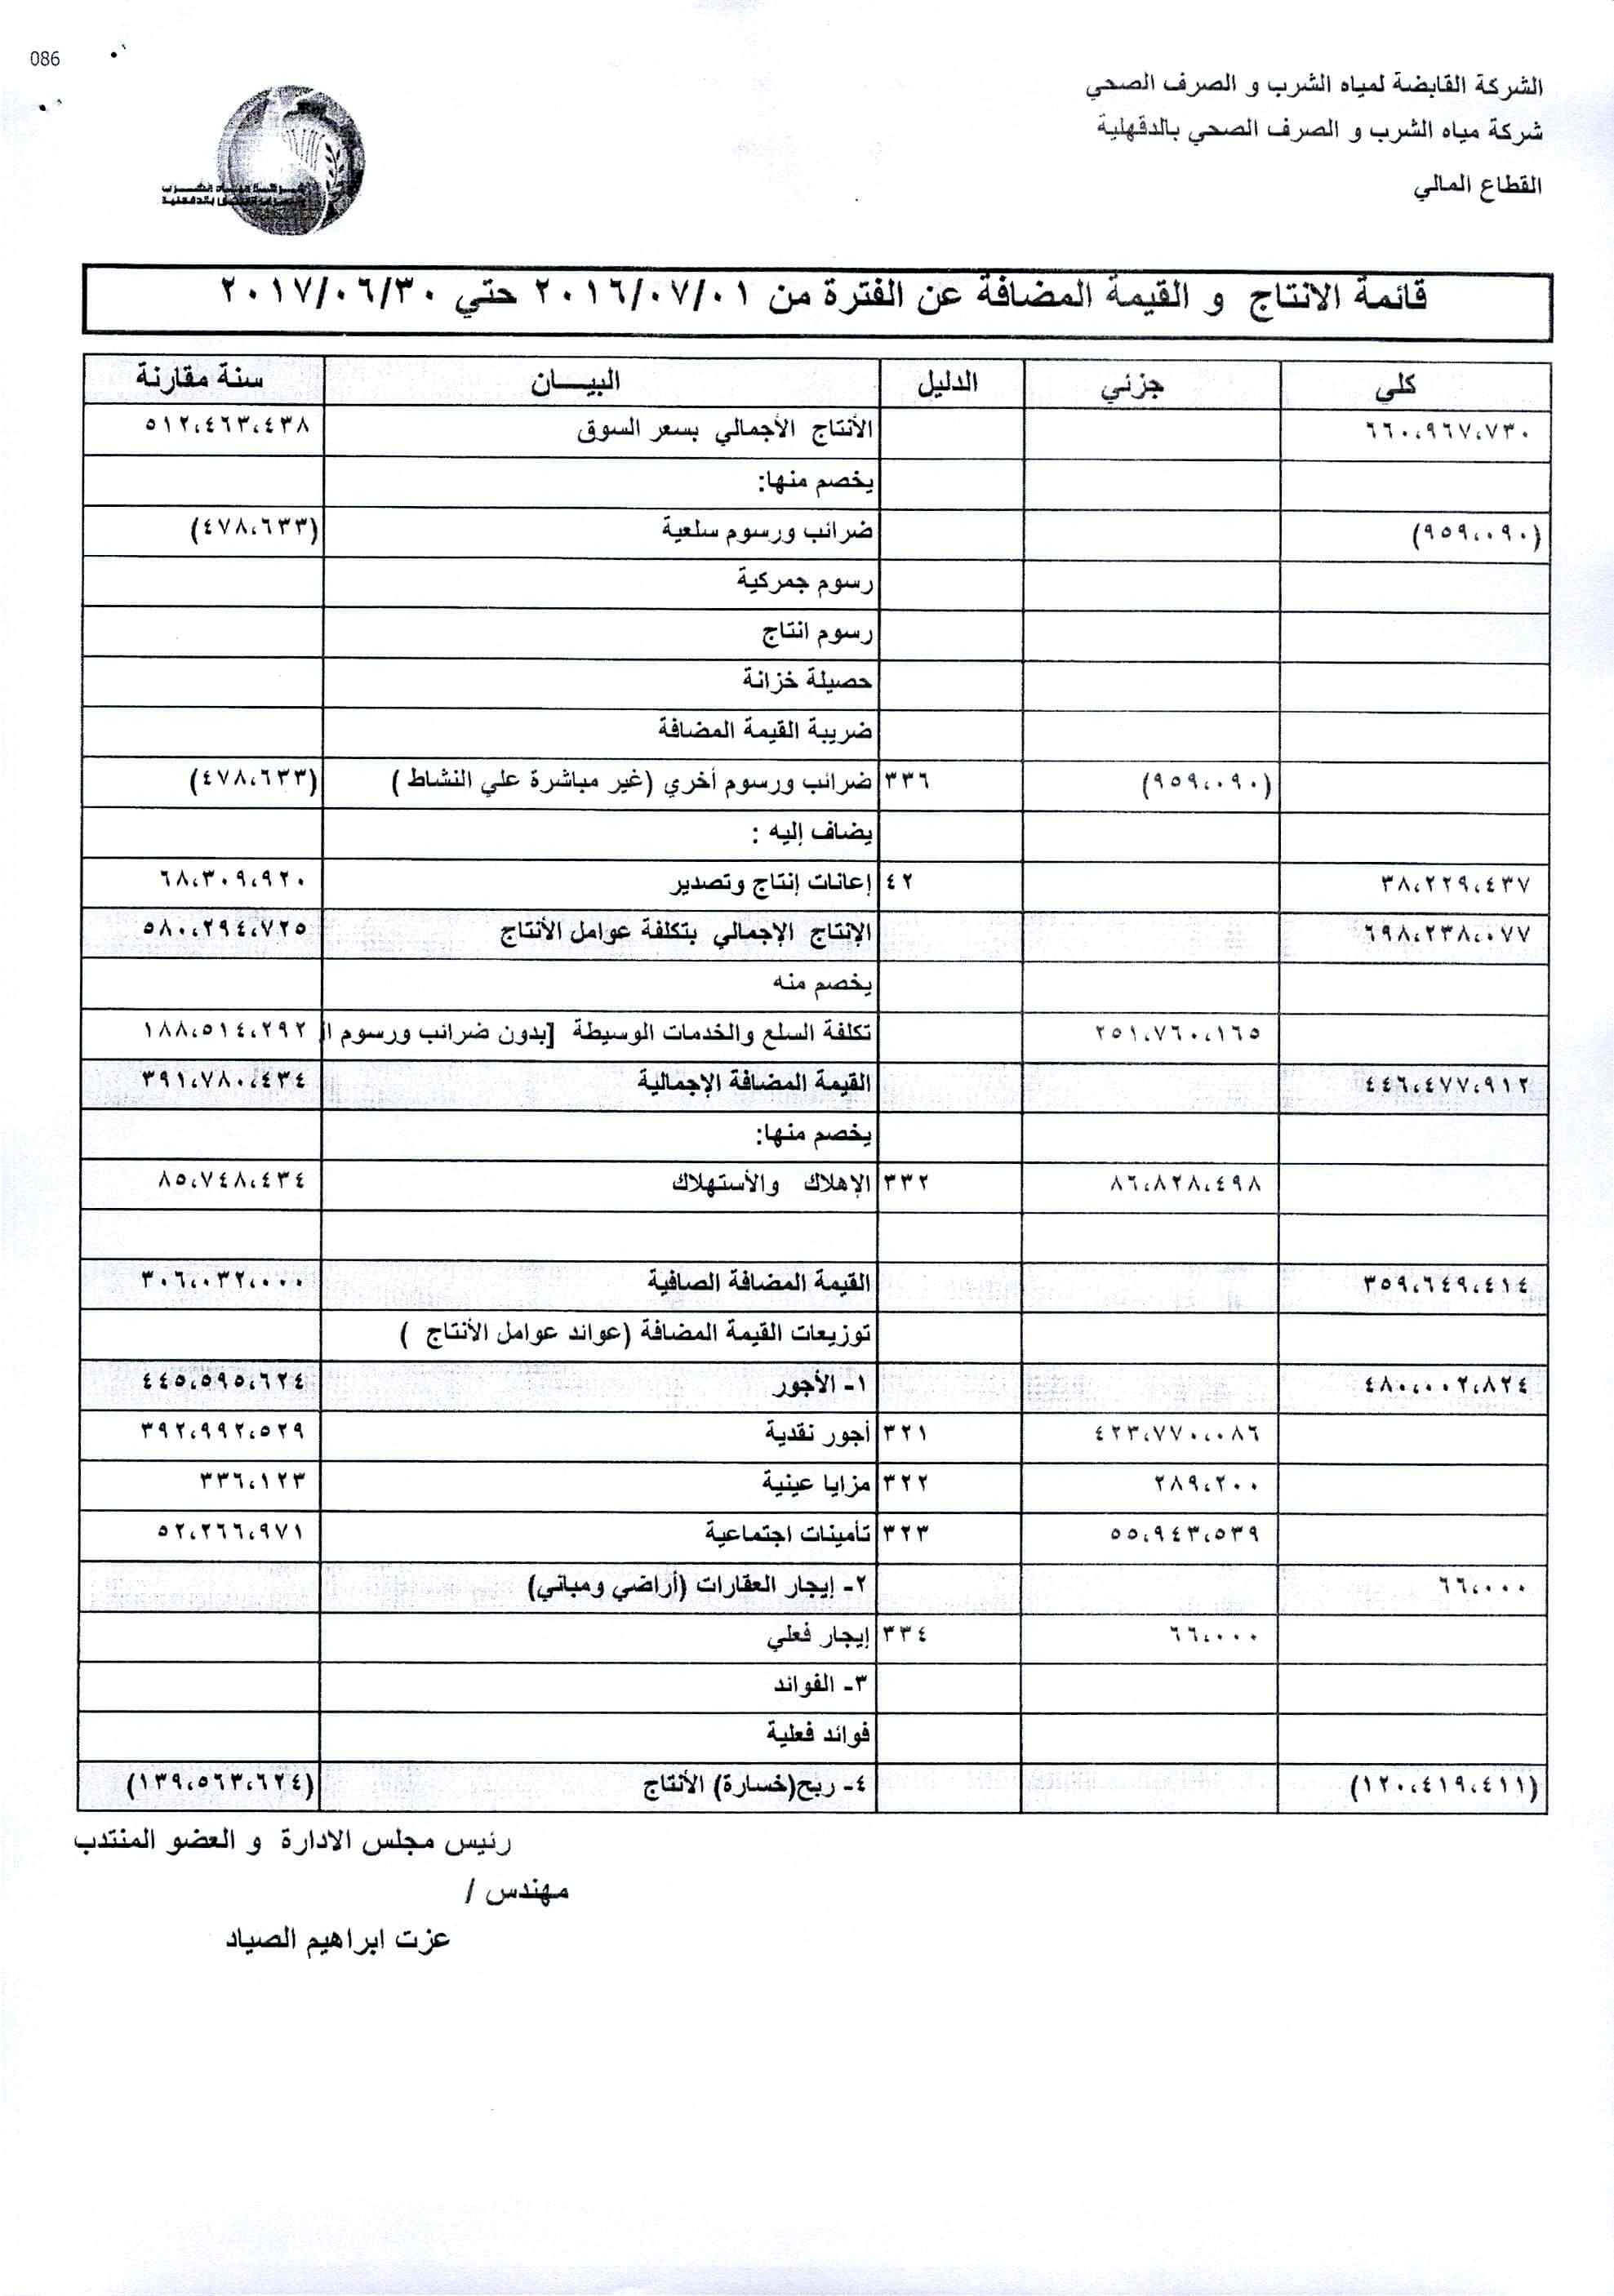 086
الشركة القابضة لمياه الشرب و الصرف الصحي
شركة مياه الشرب و الصرف الصحي بالدقهلية
القطاع المالي
قائمة الانتاج و القيمة المضافة عن الفترة من ٢٠١٦/٠٧/٠١ حتي ٢٠١٧/٠٦/٣٠
كلي جزئي الدليل البيـــان سنة مقارنة
٦٦٠،٩٦٧،٧٣٠ الأنتاج الأجمالي بسعر السوق ٥١٢،٤٦٣،٤٣٨
يخصم منها:
(٩٥٩،٠٩٠) ضرائب ورسوم سلعية (٤٧٨،٦٣٣)
رسوم جمركية
رسوم انتاج
حصيلة خزانة
ضريبة القيمة المضافة
(٩٥٩،٠٩٠) ٣٣٦ ضرائب ورسوم أخري (غير مباشرة علي النشاط ) (٤٧٨،٦٣٣)
يضاف إليه :
٣٨،٢٢٩،٤٣٧ ٤٢ إعانات إنتاج وتصدير ٦٨،٣٠٩،٩٢٠
٦٩٨،٢٣٨،٠٧٧ الإنتاج الإجمالي بتكلفة عوامل الأنتاج ٥٨٠،٢٩٤،٧٢٥
يخصم منه
٢٥١،٧٦٠،١٦٥ تكلفة السلع والخدمات الوسيطة [بدون ضرائب ورسوم ا ١٨٨،٥١٤،٢٩٢
٤٤٦،٤٧٧،٩١٢ القيمة المضافة الإجمالية ٣٩١،٧٨٠،٤٣٤
يخصم منها:
٨٦،٨٢٨،٤٩٨ ٣٣٢ الإهلاك والأستهلاك ٨٥،٧٤٨،٤٣٤
٣٥٩،٦٤٩،٤١٤ القيمة المضافة الصافية ٣٠٦،٠٣٢،٠٠٠
توزيعات القيمة المضافة (عوائد عوامل الأنتاج )
٤٨٠،٠٠٢،٨٢٤ ١- الأجور ٤٤٥،٥٩٥،٦٢٤
٤٢٣،٧٧٠،٠٨٦ ٣٢١ أجور نقدية ٣٩٢،٩٩٢،٥٢٩
٢٨٩،٢٠٠ ٣٢٢ مزايا عينية ٣٣٦،١٢٣
٥٥،٩٤٣،٥٣٩ ٣٢٣ تأمينات اجتماعية ٥٢،٢٦٦،٩٧١
٦٦،٠٠٠ ٢- إيجار العقارات (أراضي ومباني)
٦٦،٠٠٠ ٣٣٤ إيجار فعلي
٣- الفوائد
فوائد فعلية
(١٢٠،٤١٩،٤١١) ٤- ربح(خسارة) الأنتاج (١٣٩،٥٦٣،٦٢٤)
رئيس مجلس الادارة و العضو المنتدب
مهندس /
عزت ابراهيم الصياد